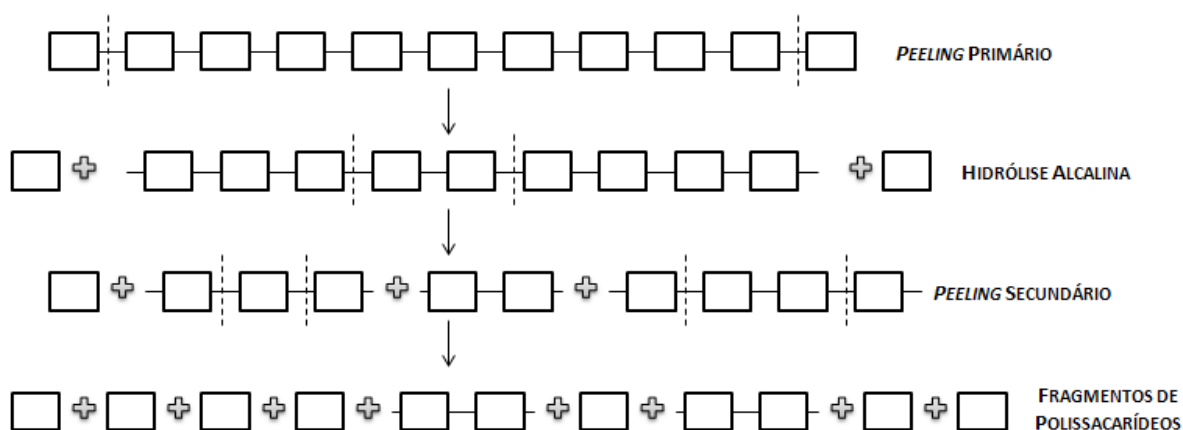 PEELING PRIMÁRIO
HIDRÓLISE ALCALINA
PEELING SECUNDÁRIO
FRAGMENTOS DE
POLISSACARÍDEOS